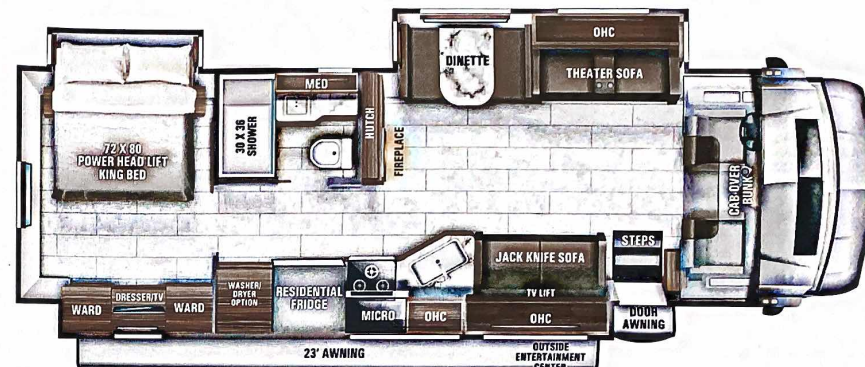 OHC
DINETTE
THEATER SOFA
MED
30 X 36
SHOWER
HUTCH
FIREPLACE
72 X 80
POWER HEAD LIFT
KING BED
CAB-OVER
BUNK
STEPS
JACK KNIFE SOFA
TV LIFT
WASHER/
DRYER
OPTION
RESIDENTIAL
FRIDGE
WARD
DRESSER/TV
WARD
MICRO
OHC
OHC
DOOR
AWNING
23' AWNING
OUTSIDE
ENTERTAINMENT
CENTER